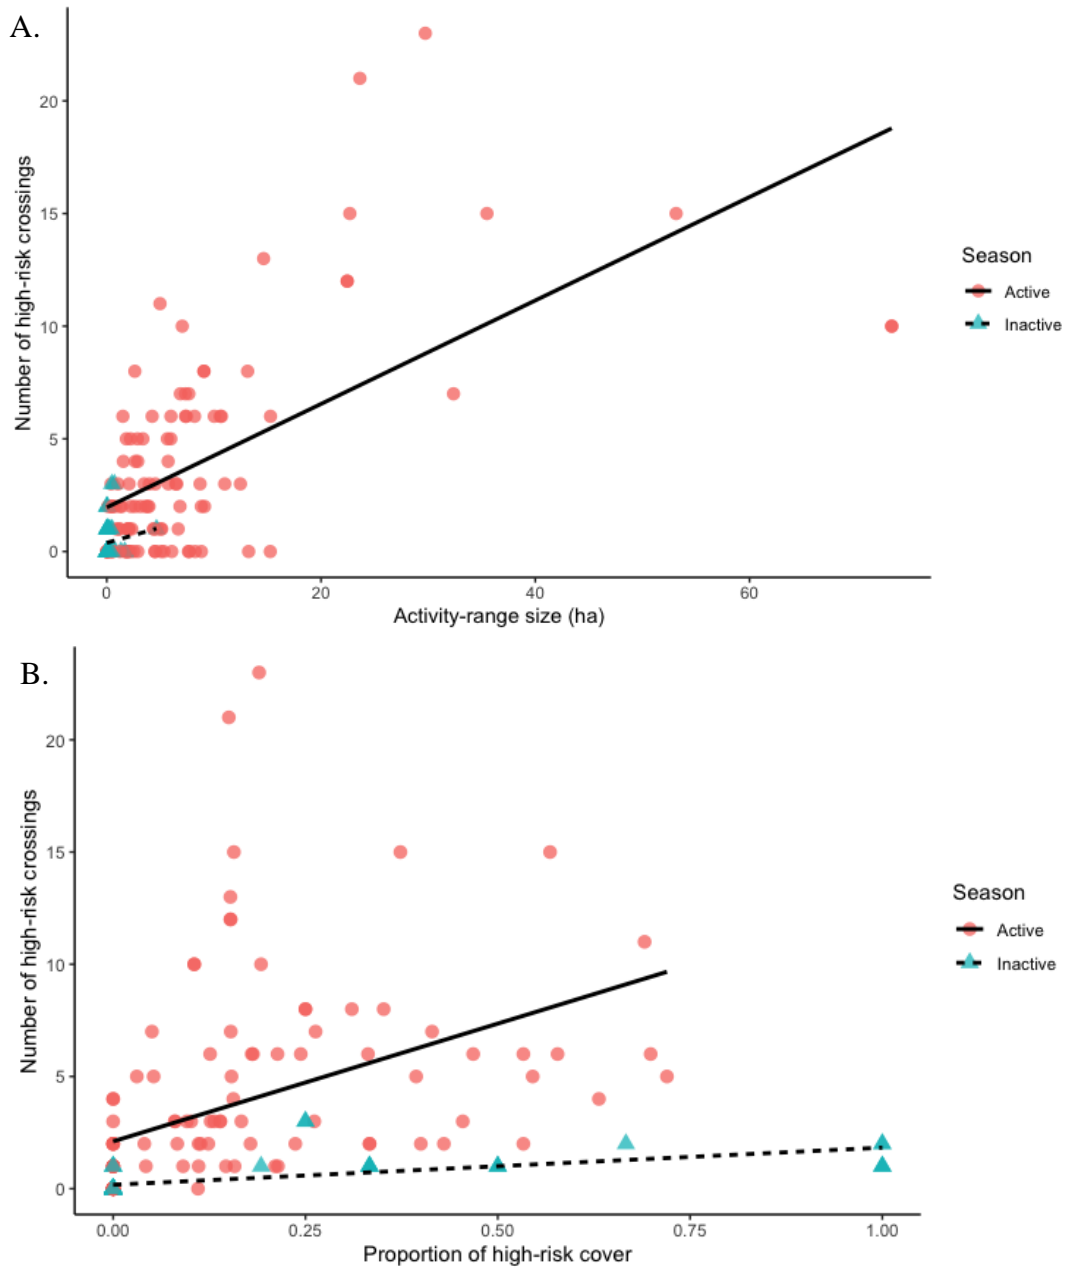 A.
20
15
10
5
0
Number of high-risk crossings
0 20 40 60
Activity-range size (ha)
Season
Active
Inactive
B.
20
15
10
5
0
Number of high-risk crossings
0.00 0.25 0.50 0.75 1.00
Proportion of high-risk cover
Season
Active
Inactive